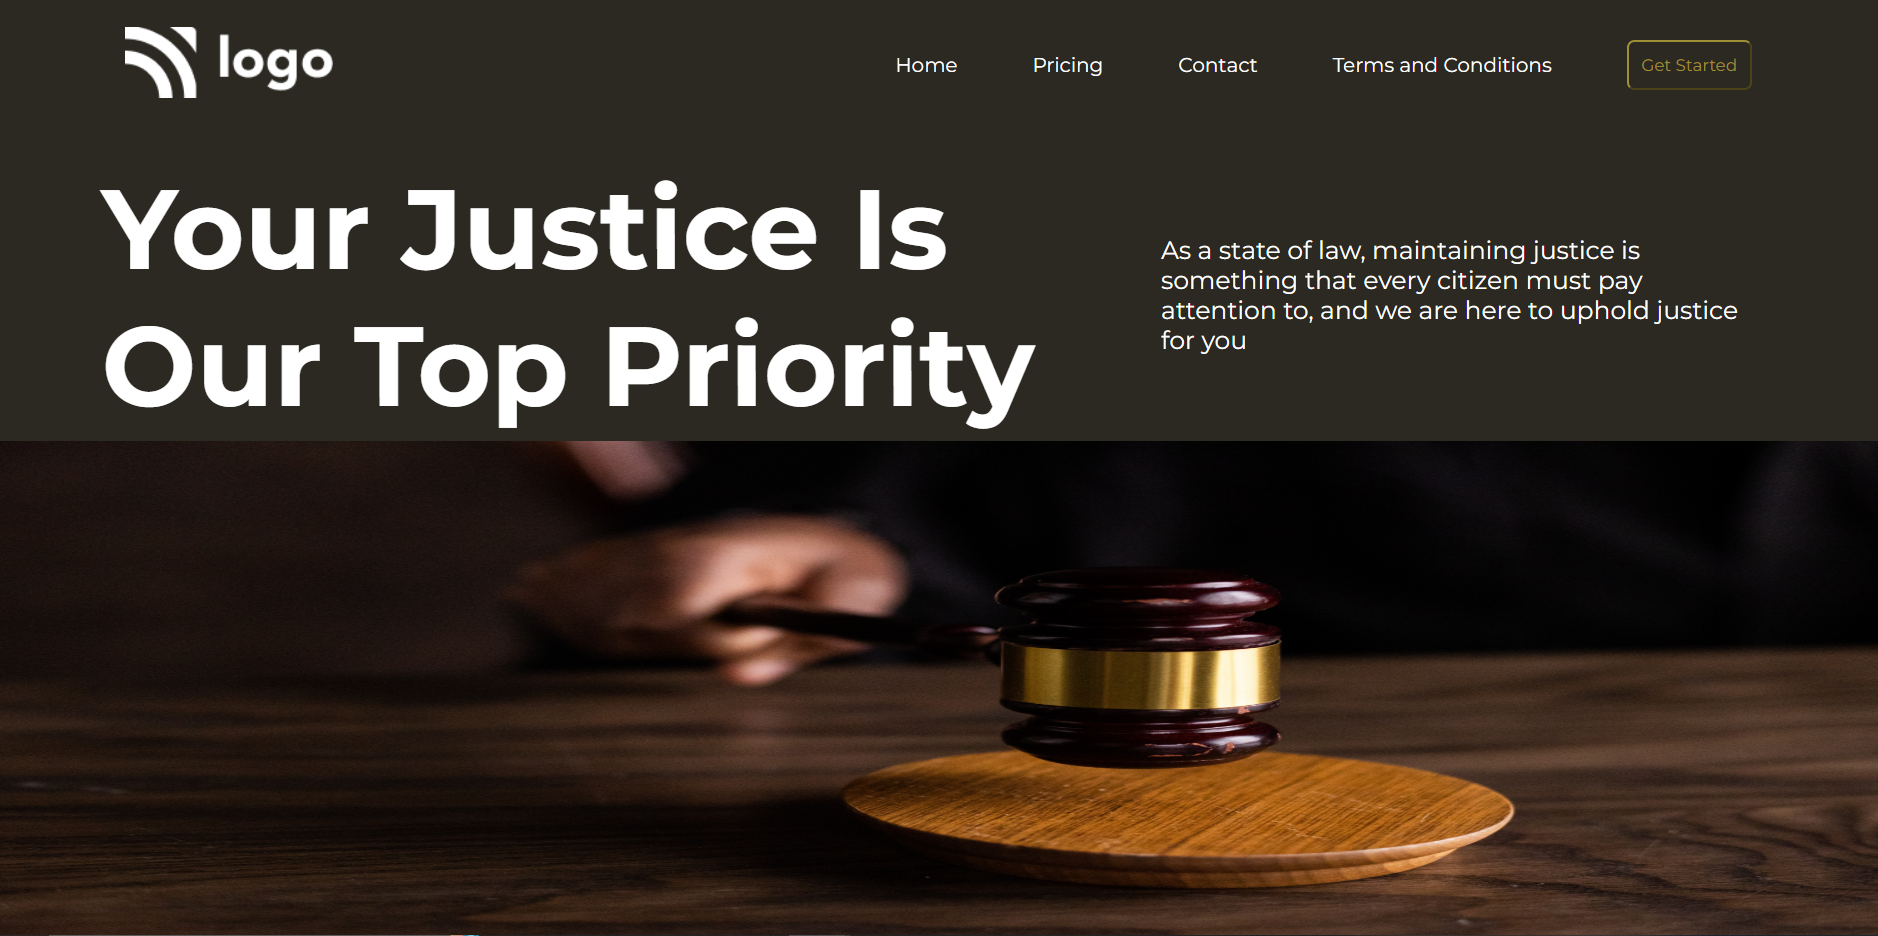 logo
Home
Pricing
Contact
Terms and Conditions
Get Started
Your Justice Is
Our Top Priority
As a state of law, maintaining justice is
something that every citizen must pay
attention to, and we are here to uphold justice
for you